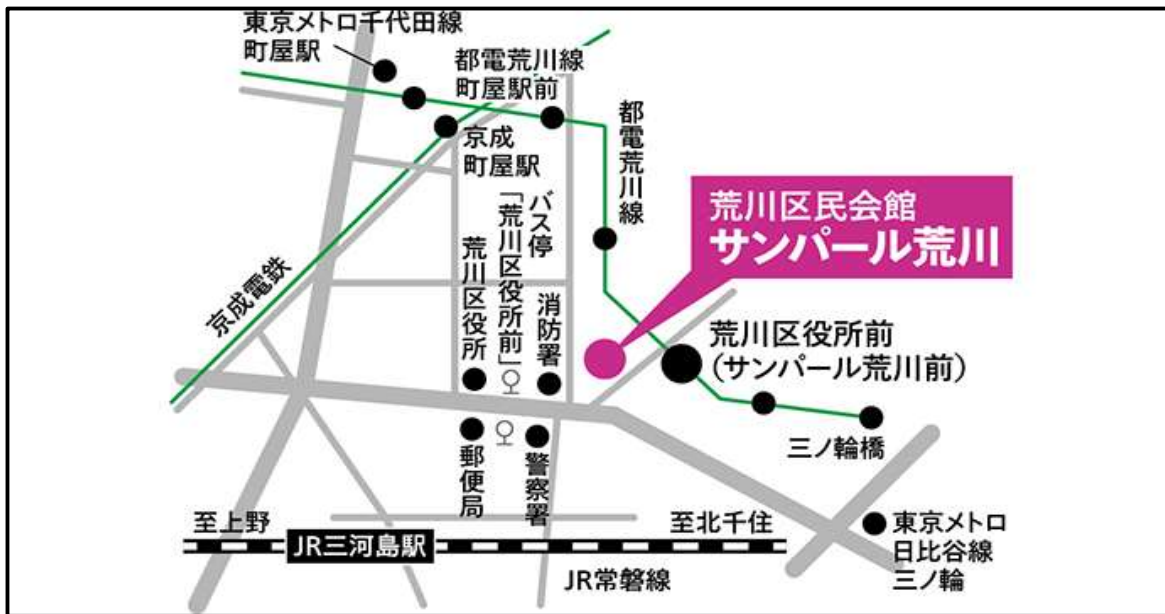 東京メトロ千代田線
町屋駅
都電荒川線
町屋駅前
京成
町屋駅
都電荒川線
荒川区民会館
サンパール荒川
バス停
「荒川区役所前」
荒川区役所
消防署
京成電鉄
荒川区役所前
(サンパール荒川前)
三ノ輪橋
郵便局
警察署
至上野
JR三河島駅
至北千住
JR常磐線
東京メトロ
日比谷線
三ノ輪